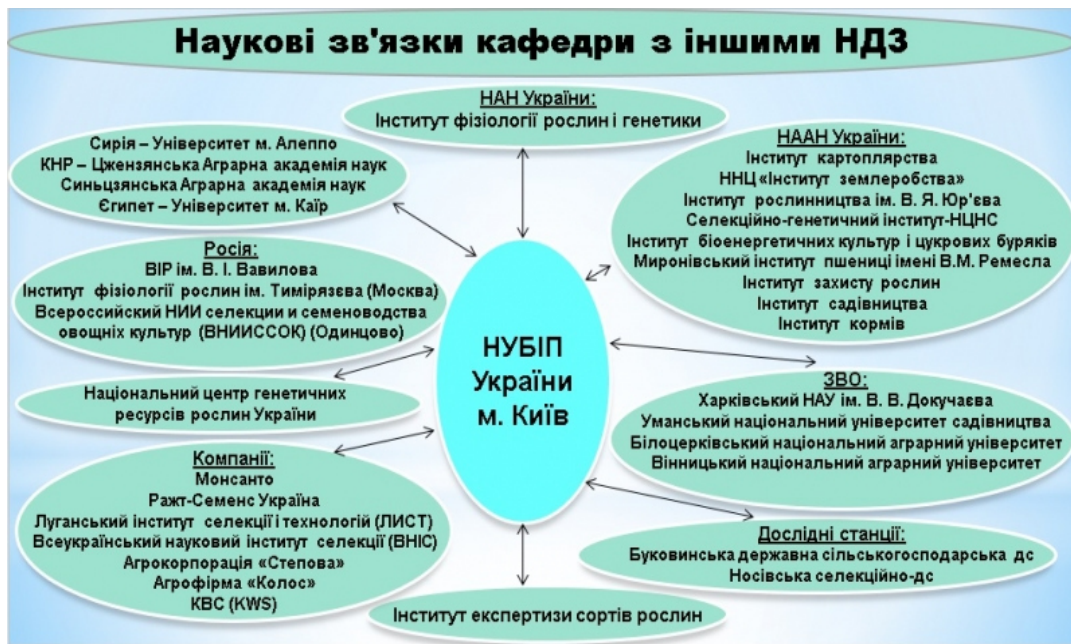 Наукові зв'язки кафедри з іншими НДЗ
НАН України:
Інститут фізіології рослин і генетики
Сирія – Університет м. Алеппо
КНР – Цжензянська Аграрна академія наук
Синьцзянська Аграрна академія наук
Єгипет – Університет м. Каїр
НААН України:
Інститут картоплярства
ННЦ «Інститут землеробства»
Інститут рослинництва ім. В. Я. Юр'єва
Селекційно-генетичний інститут-НЦНС
Інститут біоенергетичних культур і цукрових буряків
Миронівський інститут пшениці імені В.М. Ремесла
Інститут захисту рослин
Інститут садівництва
Інститут кормів
Росія:
ВІР ім. В. І. Вавилова
Інститут фізіології рослин ім. Тимірязєва (Москва)
Всероссийский НИИ селекции и семеноводства
овощніх культур (ВНИИССОК) (Одинцово)
НУБІП
України
м. Київ
Національний центр генетичних
ресурсів рослин України
ЗВО:
Харківський НАУ ім. В. В. Докучаєва
Уманський національний університет садівництва
Білоцерківський національний аграрний університет
Вінницький національний аграрний університет
Компанії:
Монсанто
Ражт-Семенс Україна
Луганський інститут селекції і технологій (ЛИСТ)
Всеукраїнський науковий інститут селекції (ВНІС)
Агрокорпорація «Степова»
Агрофірма «Колос»
КВС (KWS)
Дослідні станції:
Буковинська державна сільськогосподарська дс
Носівська селекційно-дс
Інститут експертизи сортів рослин